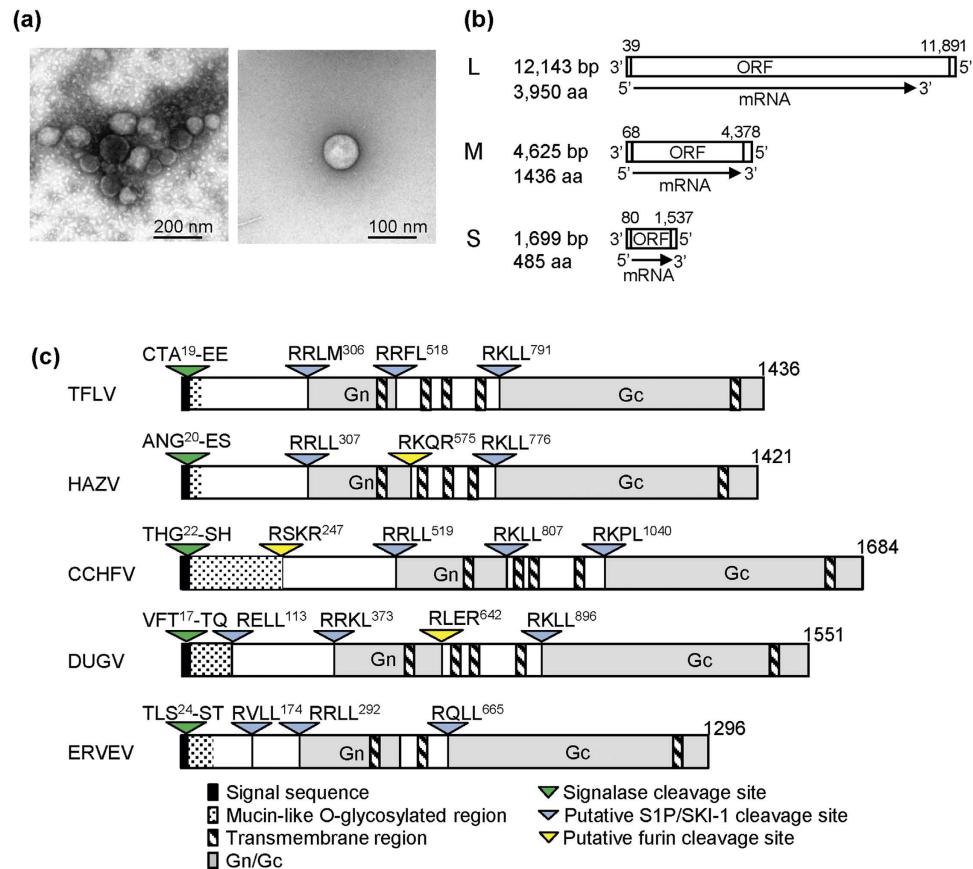 (a)
200 nm
100 nm
(b)
39 11,891
L 12,143 bp 3’ ORF 5’
3,950 aa 5’ mRNA 3’
68 4,378
M 4,625 bp 3’ ORF 5’
1436 aa 5’ mRNA 3’
80 1,537
S 1,699 bp 3’ ORF 5’
485 aa 5’ 3’
mRNA
(c)
CTA19-EE RRLM306 RRFL518 RKLL791 1436
TFLV Gn Gc
ANG20-ES RRLL307 RKQR575 RKLL776 1421
HAZV Gn Gc
THG22-SH RSKR247 RRLL519 RKLL807 RKPL1040 1684
CCHFV Gn Gc
VFT17-TQ RELL113 RRKL373 RLER642 RKLL896 1551
DUGV Gn Gc
TLS24-ST RVLL174 RRLL292 RQLL665 1296
ERVEV Gn Gc
Signal sequence
Mucin-like O-glycosylated region
Transmembrane region
Gn/Gc
Signalase cleavage site
Putative S1P/SKI-1 cleavage site
Putative furin cleavage site